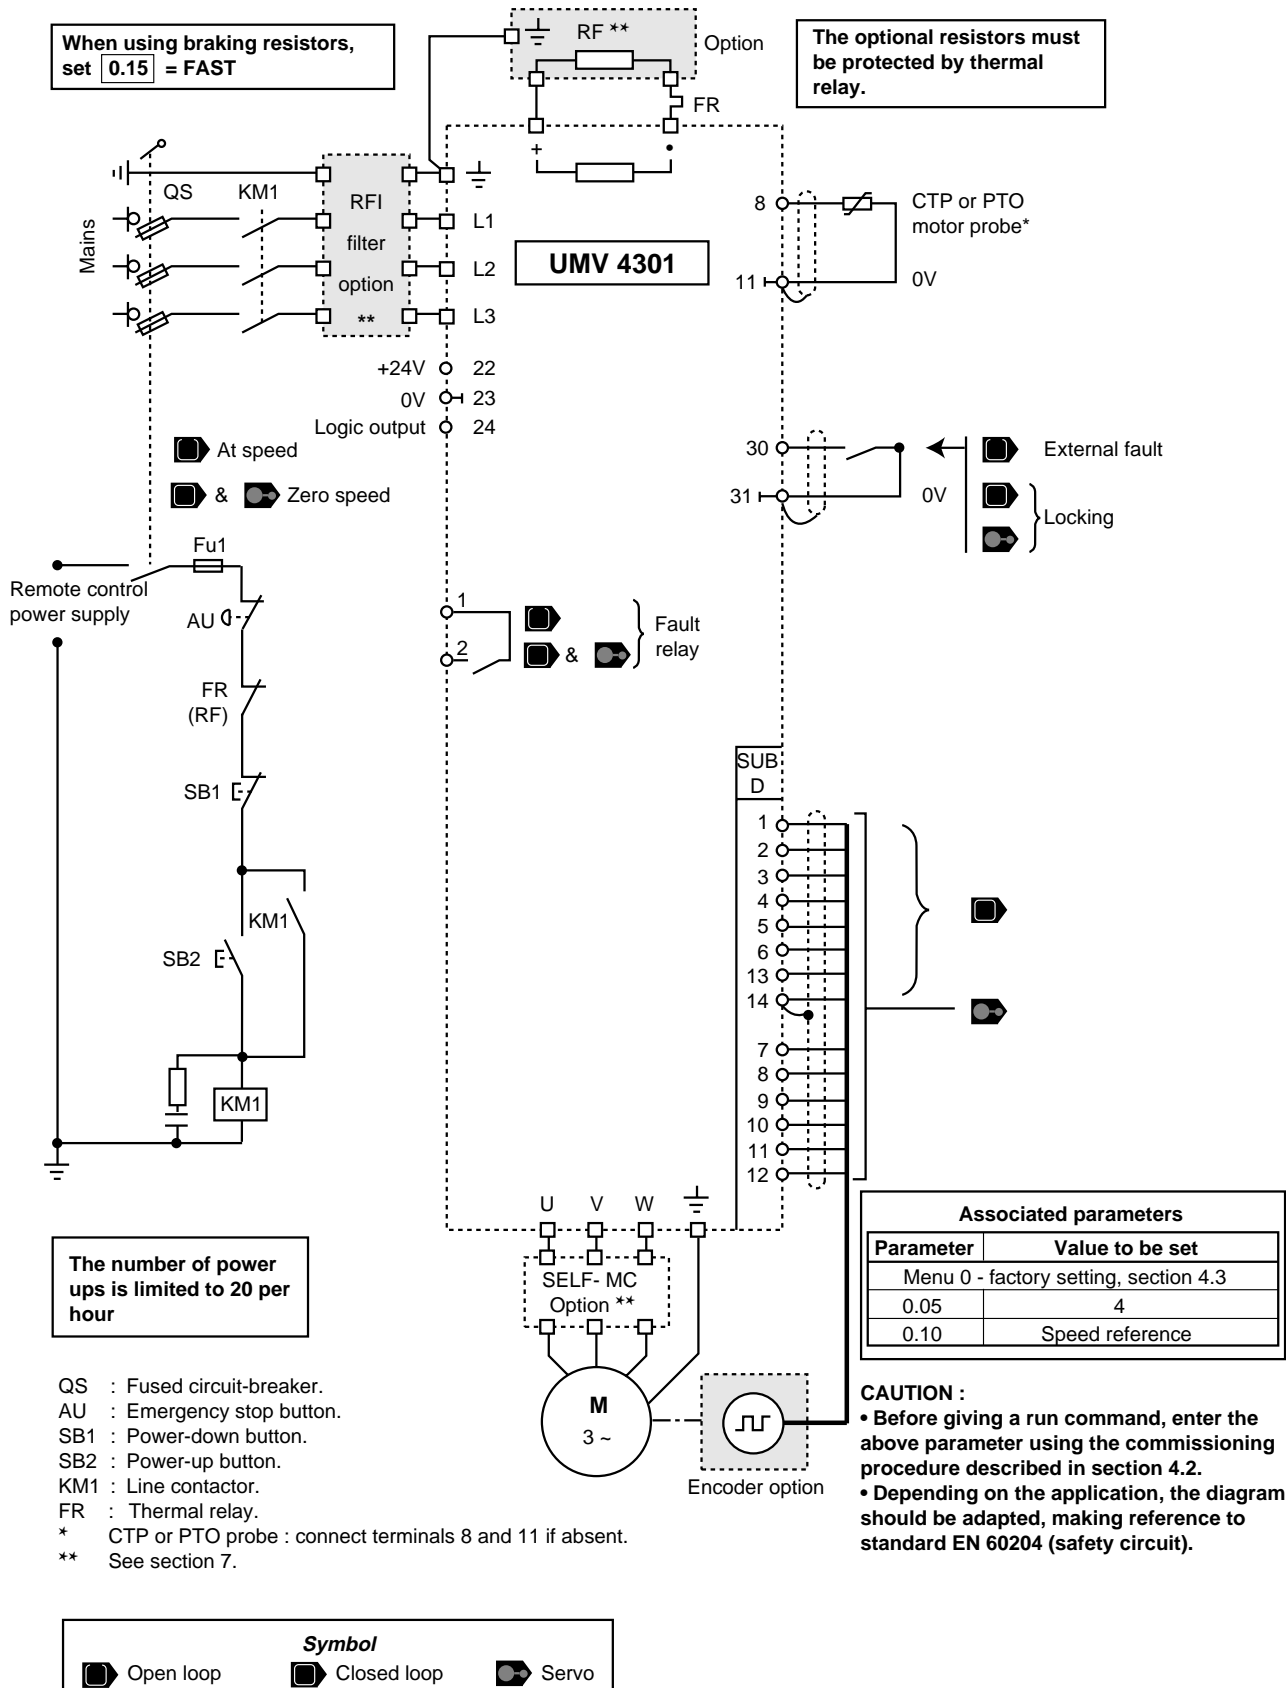 When using braking resistors,
set 0.15 = FAST
RF **
Option
The optional resistors must
be protected by thermal
relay.
FR
+
•
QS
KM1
RFI
filter
option
**
Mains
L1
L2
L3
UMV 4301
8
CTP or PTO
motor probe*
11
0V
+24V
22
0V
23
Logic output
24
At speed
& Zero speed
30
External fault
31
0V
Locking
Fu1
Remote control
power supply
AU
1
2
&
Fault
relay
FR
(RF)
SB1
SUB
D
1
2
3
4
5
6
13
14
7
8
9
10
11
12
KM1
SB2
KM1
U
V
W
SELF- MC
Option **
M
3 ~
Encoder option
The number of power
ups is limited to 20 per
hour
Associated parameters
Parameter
Value to be set
Menu 0 - factory setting, section 4.3
0.05
4
0.10
Speed reference
QS : Fused circuit-breaker.
AU : Emergency stop button.
SB1 : Power-down button.
SB2 : Power-up button.
KM1 : Line contactor.
FR : Thermal relay.
* CTP or PTO probe : connect terminals 8 and 11 if absent.
** See section 7.
CAUTION :
• Before giving a run command, enter the
above parameter using the commissioning
procedure described in section 4.2.
• Depending on the application, the diagram
should be adapted, making reference to
standard EN 60204 (safety circuit).
Symbol
Open loop
Closed loop
Servo